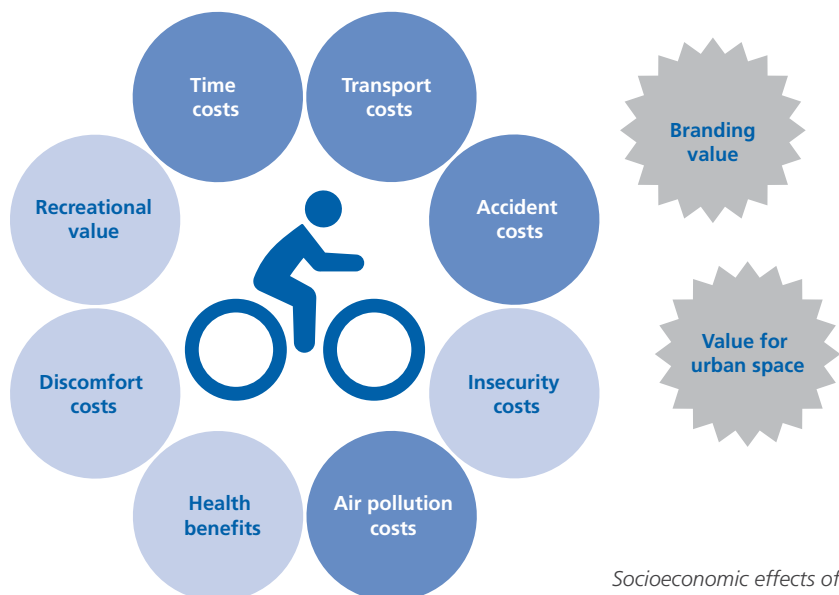 Time
costs
Transport
costs
Branding
value
Recreational
value
Accident
costs
Value for
urban space
Discomfort
costs
Insecurity
costs
Health
benefits
Air pollution
costs
Socioeconomic effects of